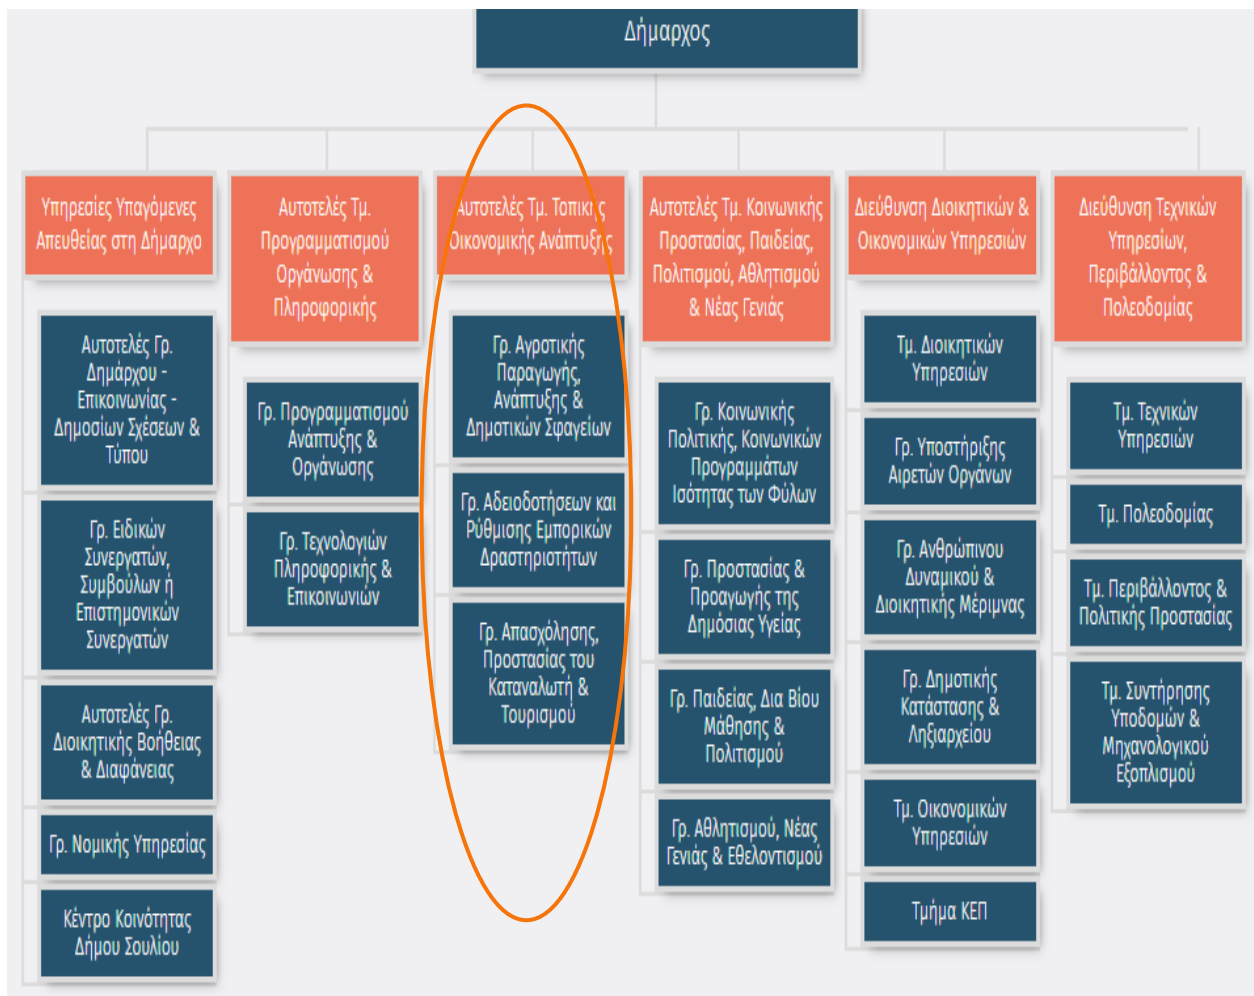 Δήμαρχος
Υπηρεσίες Υπαγόμενες
Απευθείας στη Δήμαρχο
Αυτοτελές Γρ.
Δημάρχου -
Επικοινωνίας -
Δημοσίων Σχέσεων &
Τύπου
Γρ. Ειδικών
Συνεργατών,
Συμβούλων ή
Επιστημονικών
Συνεργατών
Αυτοτελές Γρ.
Διοικητικής Βοήθειας
& Διαφάνειας
Γρ. Νομικής Υπηρεσίας
Κέντρο Κοινότητας
Δήμου Σουλίου
Αυτοτελές Τμ.
Προγραμματισμού
Οργάνωσης &
Πληροφορικής
Γρ. Προγραμματισμού
Ανάπτυξης &
Οργάνωσης
Γρ. Τεχνολογιών
Πληροφορικής &
Επικοινωνιών
Αυτοτελές Τμ. Τοπικής
Οικονομικής Ανάπτυξης
Γρ. Αγροτικής
Παραγωγής,
Ανάπτυξης &
Δημοτικών Σφαγείων
Γρ. Αδειοδοτήσεων και
Ρύθμισης Εμπορικών
Δραστηριοτήτων
Γρ. Απασχόλησης,
Προστασίας του
Καταναλωτή &
Τουρισμού
Αυτοτελές Τμ. Κοινωνικής
Προστασίας, Παιδείας,
Πολιτισμού, Αθλητισμού
& Νέας Γενιάς
Γρ. Κοινωνικής
Πολιτικής, Κοινωνικών
Προγραμμάτων
Ισότητας των Φύλων
Γρ. Προστασίας &
Προαγωγής της
Δημόσιας Υγείας
Γρ. Παιδείας, Δια Βίου
Μάθησης &
Πολιτισμού
Γρ. Αθλητισμού, Νέας
Γενιάς & Εθελοντισμού
Διεύθυνση Διοικητικών &
Οικονομικών Υπηρεσιών
Τμ. Διοικητικών
Υπηρεσιών
Γρ. Υποστήριξης
Αιρετών Οργάνων
Γρ. Ανθρώπινου
Δυναμικού &
Διοικητικής Μέριμνας
Γρ. Δημοτικής
Κατάστασης &
Ληξιαρχείου
Τμ. Οικονομικών
Υπηρεσιών
Τμήμα ΚΕΠ
Διεύθυνση Τεχνικών
Υπηρεσίων,
Περιβάλλοντος &
Πολεοδομίας
Τμ. Τεχνικών
Υπηρεσιών
Τμ. Πολεοδομίας
Τμ. Περιβάλλοντος &
Πολιτικής Προστασίας
Τμ. Συντήρησης
Υποδομών &
Μηχανολογικού
Εξοπλισμού